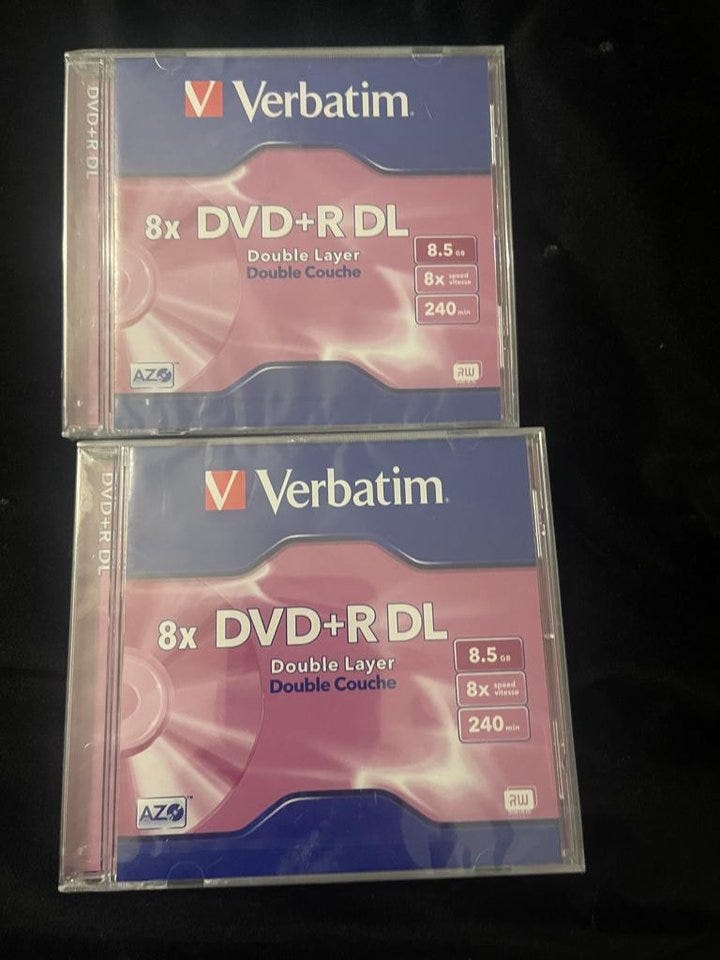 DVD+R DL
Verbatim
8x DVD+R DL
Double Layer
Double Couche
8.5 GB
8x speed vitesse
240 min
AZO™
RW
DVD+R DL
Verbatim
8x DVD+R DL
Double Layer
Double Couche
8.5 GB
8x speed vitesse
240 min
AZO™
RW